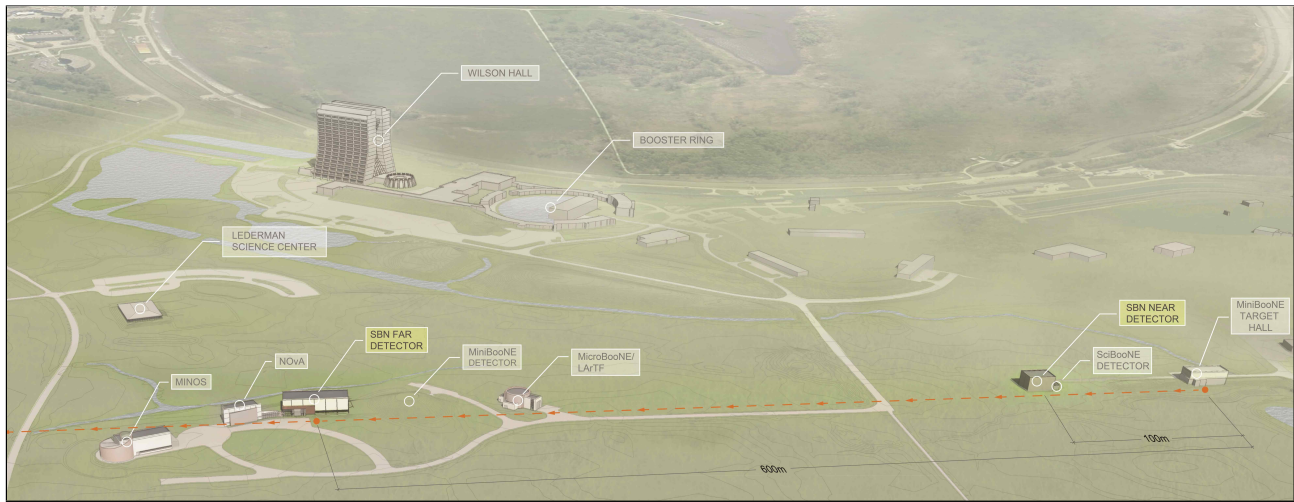 WILSON HALL
BOOSTER RING
LEDERMAN
SCIENCE CENTER
SBN FAR
DETECTOR
MiniBooNE
DETECTOR
MicroBooNE/
LArTF
NOvA
MINOS
SBN NEAR
DETECTOR
SciBooNE
DETECTOR
MiniBooNE
TARGET
HALL
100m
600m